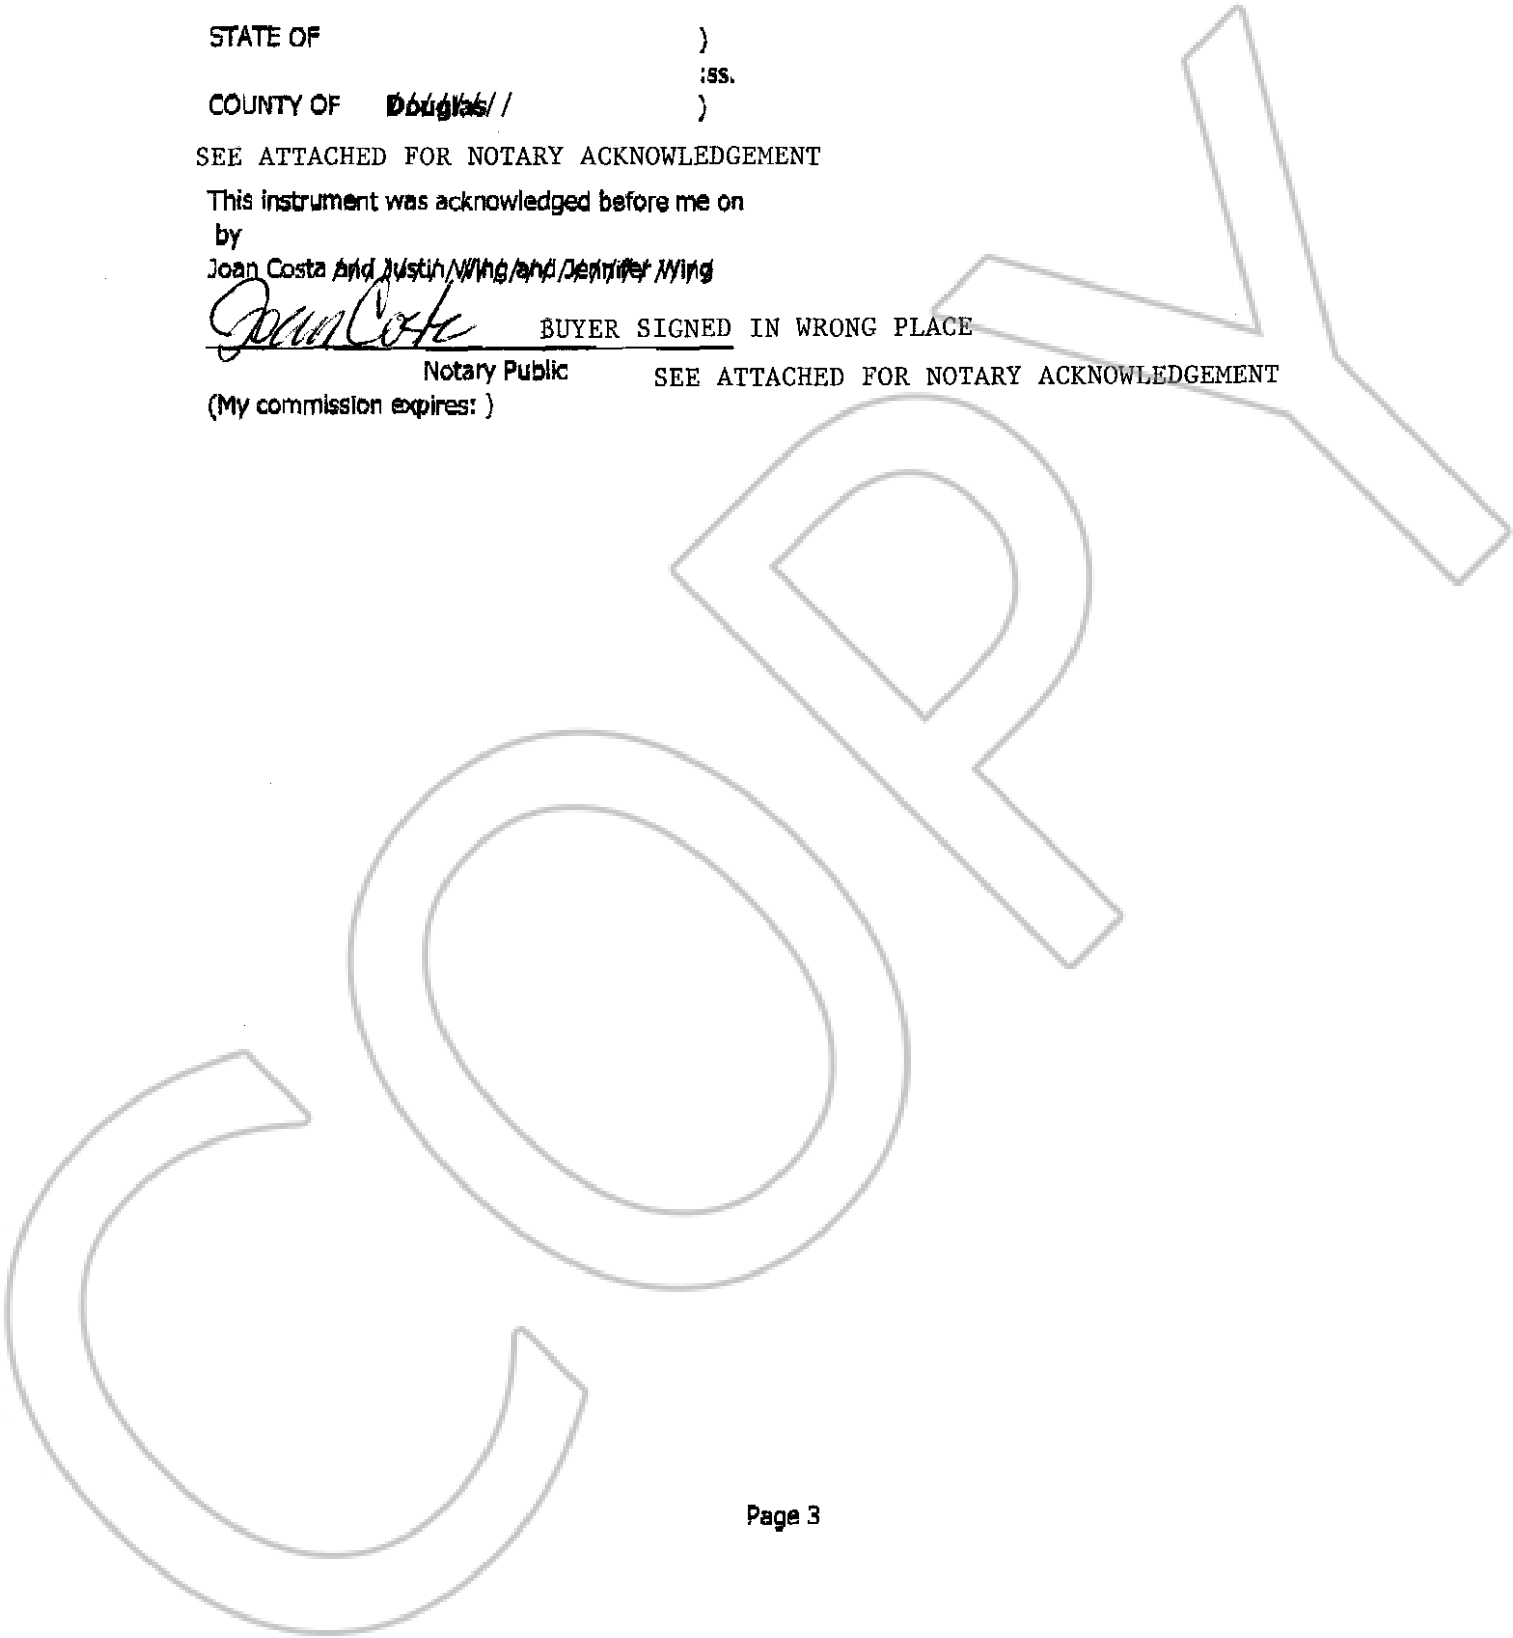 STATE OF )
:ss.
COUNTY OF Douglas// )
SEE ATTACHED FOR NOTARY ACKNOWLEDGEMENT
This instrument was acknowledged before me on
by
Joan Costa and Justin Wing and Jennifer Wing
Joan Costa BUYER SIGNED IN WRONG PLACE
Notary Public SEE ATTACHED FOR NOTARY ACKNOWLEDGEMENT
(My commission expires: )
COPY
Page 3